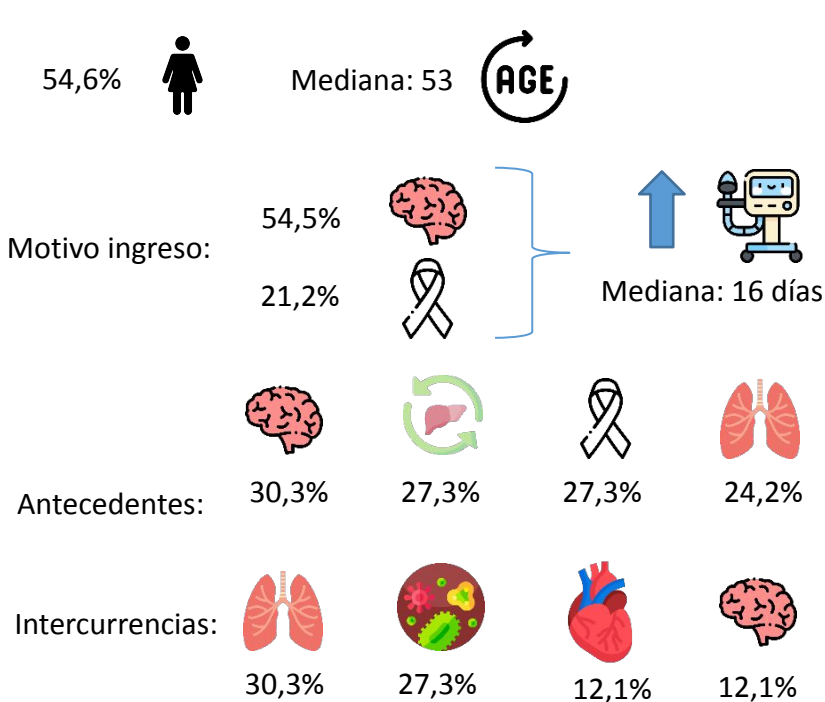 54,6%
Mediana: 53
AGE
Motivo ingreso:
54,5%
21,2%
Mediana: 16 días
Antecedentes:
30,3%
27,3%
27,3%
24,2%
Intercurrencias:
30,3%
27,3%
12,1%
12,1%